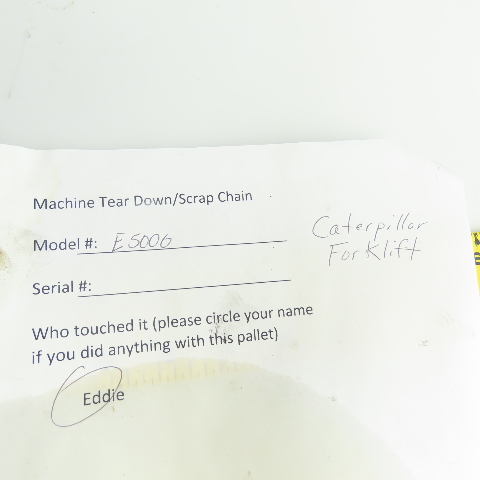 Machine Tear Down/Scrap Chain
Model #: E5000
Caterpillar
Forklift
Serial #:
Who touched it (please circle your name
if you did anything with this pallet)
Eddie